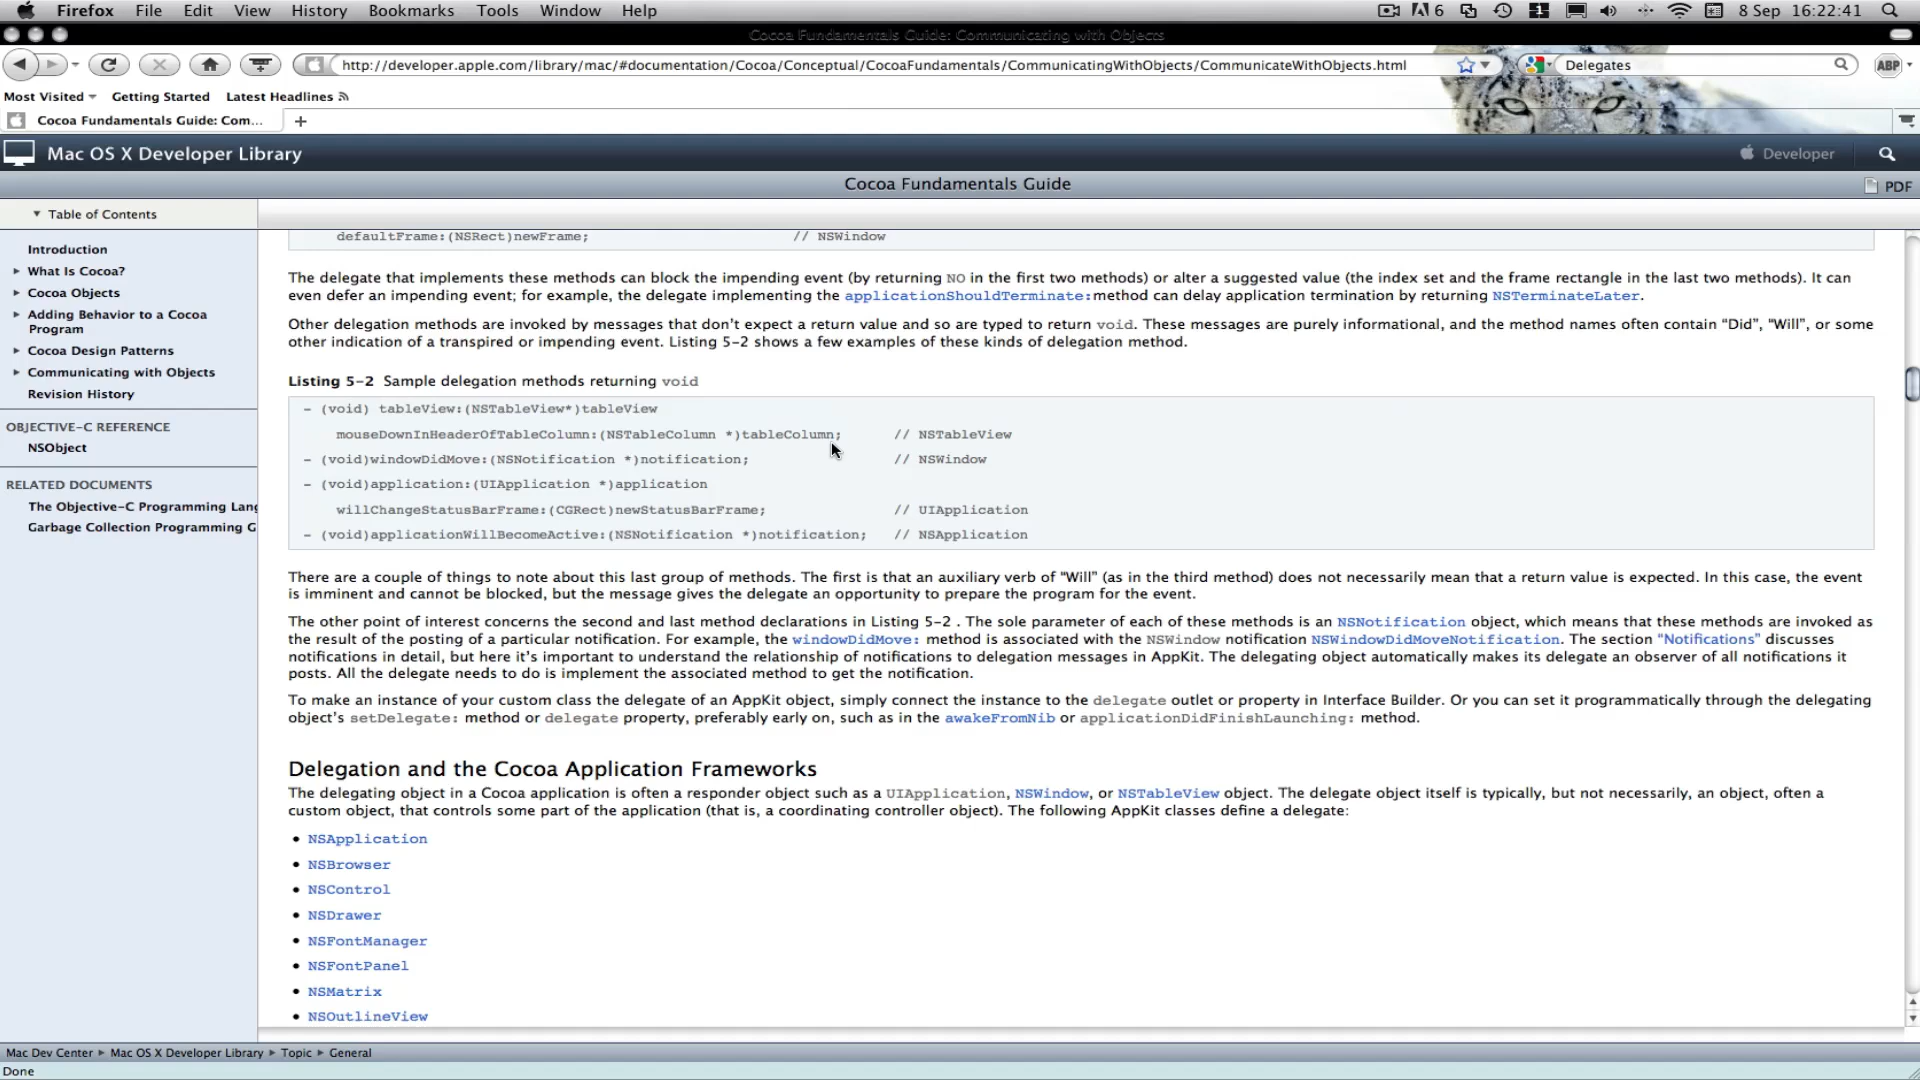 Firefox File Edit View History Bookmarks Tools Window Help
6
1
8 Sep 16:22:41
Cocoa Fundamentals Guide: Communicating with Objects
http://developer.apple.com/library/mac/#documentation/Cocoa/Conceptual/CocoaFundamentals/CommunicatingWithObjects/CommunicateWithObjects.html
Delegates
ABP
Most Visited Getting Started Latest Headlines
Cocoa Fundamentals Guide: Com...
Mac OS X Developer Library
Developer
Cocoa Fundamentals Guide
PDF
Table of Contents
Introduction
What Is Cocoa?
Cocoa Objects
Adding Behavior to a Cocoa
Program
Cocoa Design Patterns
Communicating with Objects
Revision History
OBJECTIVE-C REFERENCE
NSObject
RELATED DOCUMENTS
The Objective-C Programming Lang
Garbage Collection Programming G
defaultFrame:(NSRect)newFrame; // NSWindow
The delegate that implements these methods can block the impending event (by returning NO in the first two methods) or alter a suggested value (the index set and the frame rectangle in the last two methods). It can
even defer an impending event; for example, the delegate implementing the applicationShouldTerminate:method can delay application termination by returning NSTerminateLater.
Other delegation methods are invoked by messages that don’t expect a return value and so are typed to return void. These messages are purely informational, and the method names often contain “Did”, “Will”, or some
other indication of a transpired or impending event. Listing 5-2 shows a few examples of these kinds of delegation method.
Listing 5-2 Sample delegation methods returning void
- (void) tableView:(NSTableView*)tableView
mouseDownInHeaderOfTableColumn:(NSTableColumn *)tableColumn; // NSTableView
- (void)windowDidMove:(NSNotification *)notification; // NSWindow
- (void)application:(UIApplication *)application
willChangeStatusBarFrame:(CGRect)newStatusBarFrame; // UIApplication
- (void)applicationWillBecomeActive:(NSNotification *)notification; // NSApplication
There are a couple of things to note about this last group of methods. The first is that an auxiliary verb of “Will” (as in the third method) does not necessarily mean that a return value is expected. In this case, the event
is imminent and cannot be blocked, but the message gives the delegate an opportunity to prepare the program for the event.
The other point of interest concerns the second and last method declarations in Listing 5-2 . The sole parameter of each of these methods is an NSNotification object, which means that these methods are invoked as
the result of the posting of a particular notification. For example, the windowDidMove: method is associated with the NSWindow notification NSWindowDidMoveNotification. The section “Notifications” discusses
notifications in detail, but here it’s important to understand the relationship of notifications to delegation messages in AppKit. The delegating object automatically makes its delegate an observer of all notifications it
posts. All the delegate needs to do is implement the associated method to get the notification.
To make an instance of your custom class the delegate of an AppKit object, simply connect the instance to the delegate outlet or property in Interface Builder. Or you can set it programmatically through the delegating
object’s setDelegate: method or delegate property, preferably early on, such as in the awakeFromNib or applicationDidFinishLaunching: method.
Delegation and the Cocoa Application Frameworks
The delegating object in a Cocoa application is often a responder object such as a UIApplication, NSWindow, or NSTableView object. The delegate object itself is typically, but not necessarily, an object, often a
custom object, that controls some part of the application (that is, a coordinating controller object). The following AppKit classes define a delegate:
• NSApplication
• NSBrowser
• NSControl
• NSDrawer
• NSFontManager
• NSFontPanel
• NSMatrix
• NSOutlineView
Mac Dev Center Mac OS X Developer Library Topic General
Done